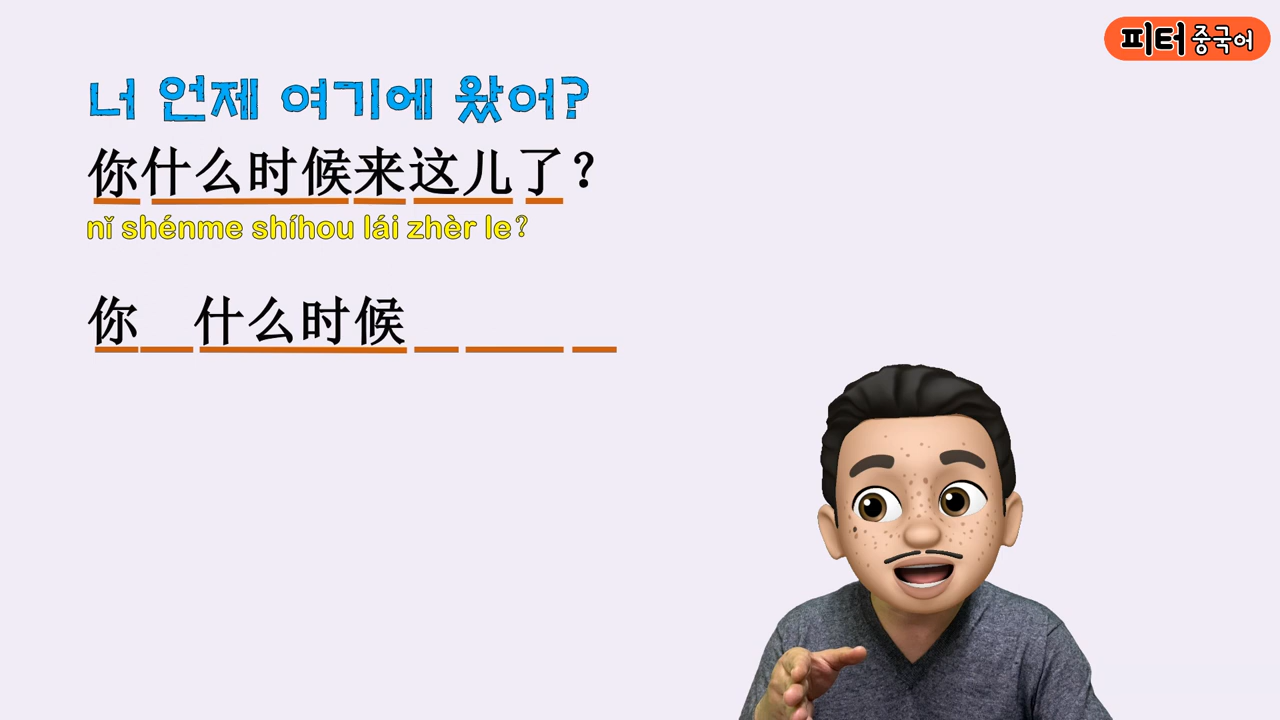 피터 중국어
너 언제 여기에 왔어?
你什么时候来这儿了？
nǐ shénme shíhou lái zhèr le？
你 什么时候